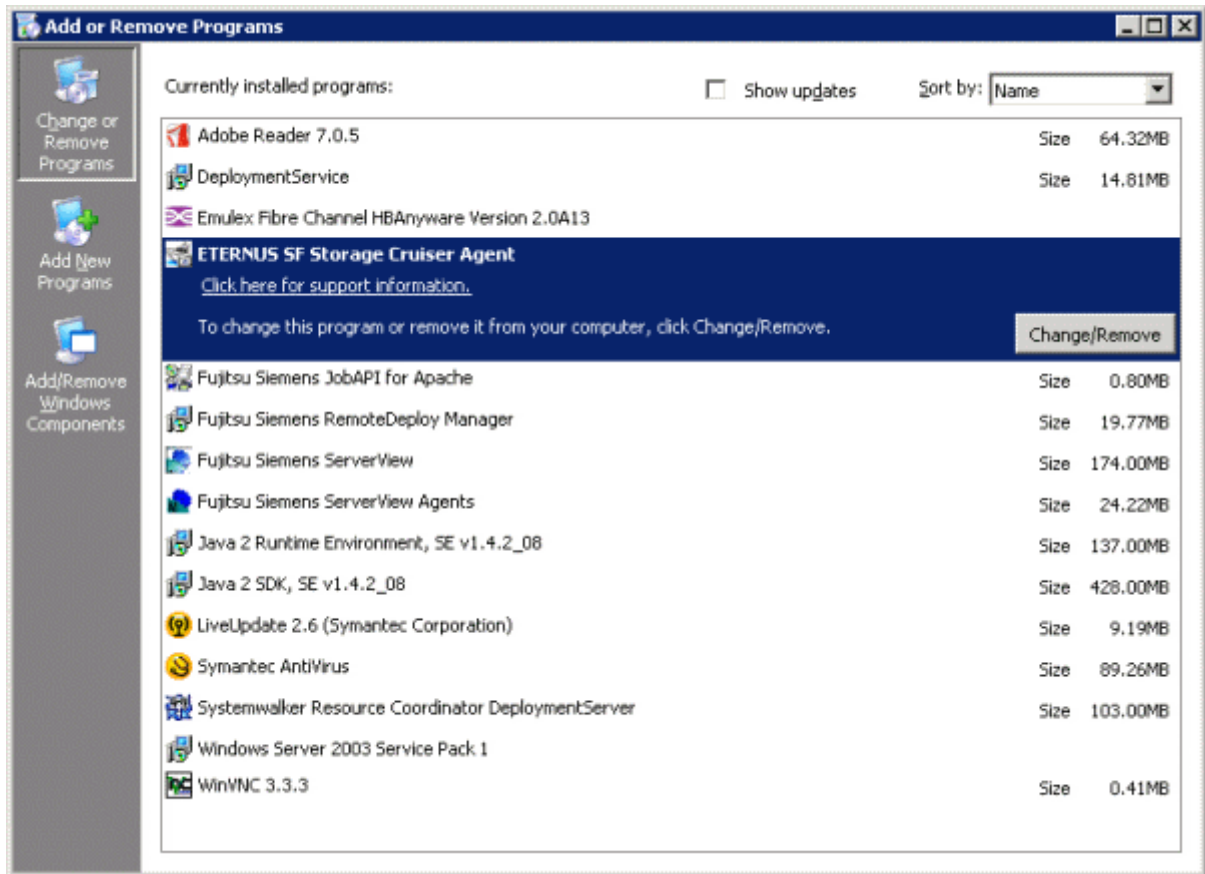 Add or Remove Programs
Change or
Remove
Programs
Add New
Programs
Add/Remove
Windows
Components
Currently installed programs:
Show updates
Sort by: Name
Adobe Reader 7.0.5 Size 64.32MB
DeploymentService Size 14.81MB
Emulex Fibre Channel HBAnyware Version 2.0A13
ETERNUS SF Storage Cruiser Agent
Click here for support information.
To change this program or remove it from your computer, click Change/Remove.
Change/Remove
Fujitsu Siemens JobAPI for Apache Size 0.80MB
Fujitsu Siemens RemoteDeploy Manager Size 19.77MB
Fujitsu Siemens ServerView Size 174.00MB
Fujitsu Siemens ServerView Agents Size 24.22MB
Java 2 Runtime Environment, SE v1.4.2_08 Size 137.00MB
Java 2 SDK, SE v1.4.2_08 Size 428.00MB
LiveUpdate 2.6 (Symantec Corporation) Size 9.19MB
Symantec AntiVirus Size 89.26MB
Systemwalker Resource Coordinator DeploymentServer Size 103.00MB
Windows Server 2003 Service Pack 1
WinVNC 3.3.3 Size 0.41MB